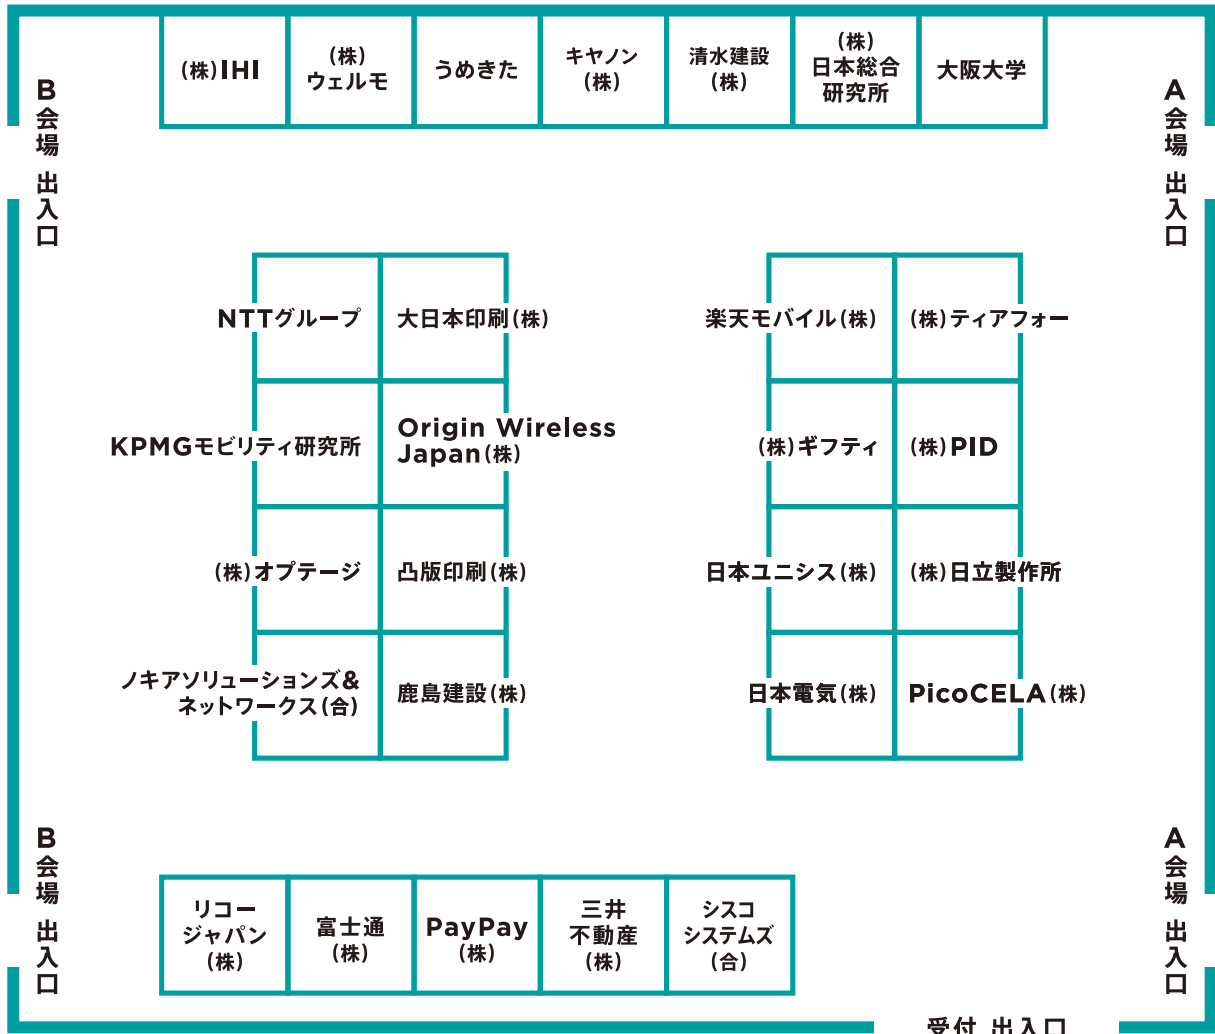 B会場 出入口
(株)IHI
(株)
ウェルモ
うめきた
キヤノン
(株)
清水建設
(株)
(株)
日本総合
研究所
大阪大学
A会場 出入口
NTTグループ
大日本印刷(株)
KPMGモビリティ研究所
Origin Wireless
Japan(株)
(株)オプテージ
凸版印刷(株)
ノキアソリューションズ&
ネットワークス(合)
鹿島建設(株)
楽天モバイル(株)
(株)ティアフォー
(株)ギフティ
(株)PID
日本ユニシス(株)
(株)日立製作所
日本電気(株)
PicoCELA(株)
B会場 出入口
リコー
ジャパン
(株)
富士通
(株)
PayPay
(株)
三井
不動産
(株)
シスコ
システムズ
(合)
A会場 出入口
受付 出入口